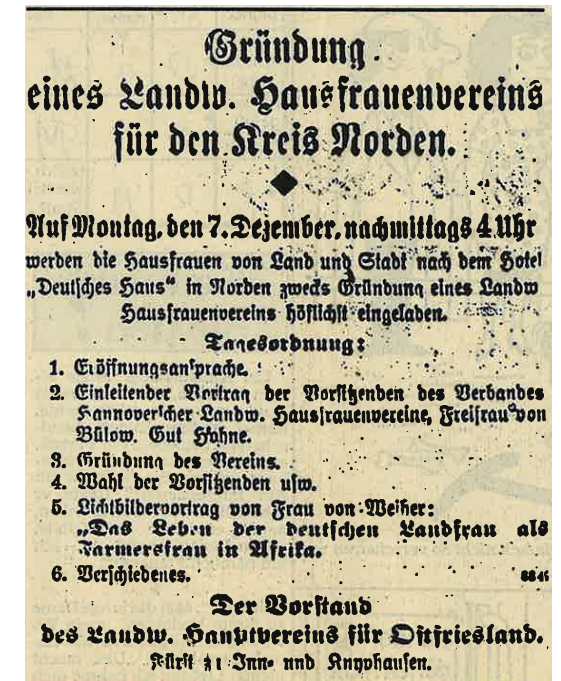 Gründung
eines Landw. Hausfrauenvereins
für den Kreis Norden.
Auf Montag, den 7. Dezember, nachmittags 4 Uhr
werden die Hausfrauen von Land und Stadt nach dem Hotel
„Deutsches Haus“ in Norden zwecks Gründung eines Landw
Hausfrauenvereins höflichst eingeladen.
Tagesordnung:
1. Eröffnungsansprache.
2. Einleitender Vortrag der Vorsitzenden des Verbandes
Hannoverscher Landw. Hausfrauenvereine, Freifrau von
Bülow. Gut Hahne.
3. Gründung des Vereins.
4. Wahl der Vorsitzenden usw.
5. Lichtbildervortrag von Frau von Weiher:
„Das Leben der deutschen Landfrau als
Farmersfrau in Afrika.
6. Verschiedenes.
Der Vorstand
des Landw. Hauptvereins für Ostfriesland.
Fürst zu Inn- und Knyphausen.